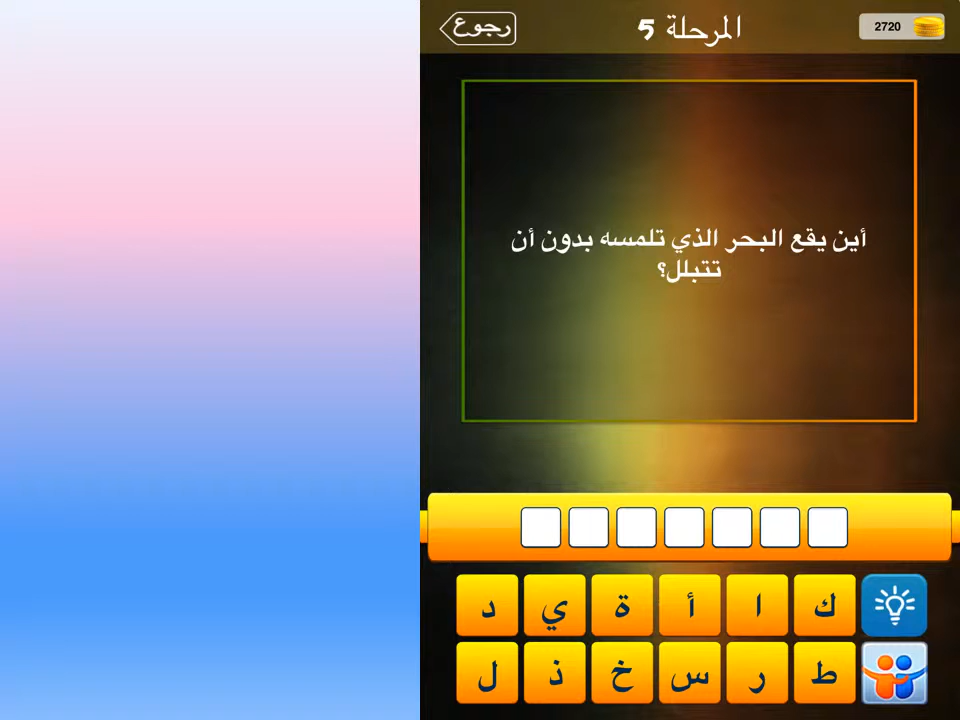 رجوع
المرحلة 5
2720
أين يقع البحر الذي تلمسه بدون أن
تتبلل؟
ك ا أ ة ي د
ط ر س خ ذ ل